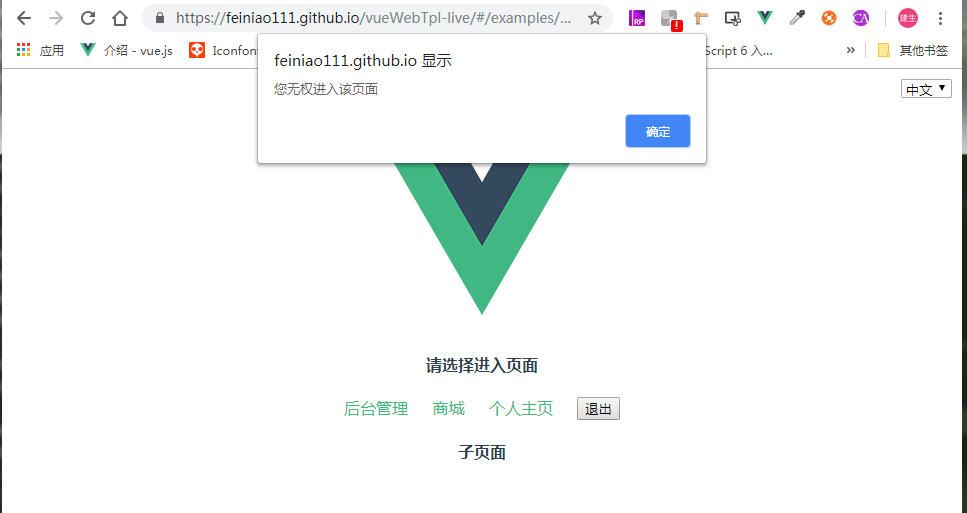 https://feiniao111.github.io/vueWebTpl-live/#/examples/...
RP
CA
建生
应用
介绍 - vue.js
Iconfon
Script 6 入...
»
其他书签
feiniao111.github.io 显示
您无权进入该页面
确定
中文
请选择进入页面
后台管理 商城 个人主页 退出
子页面